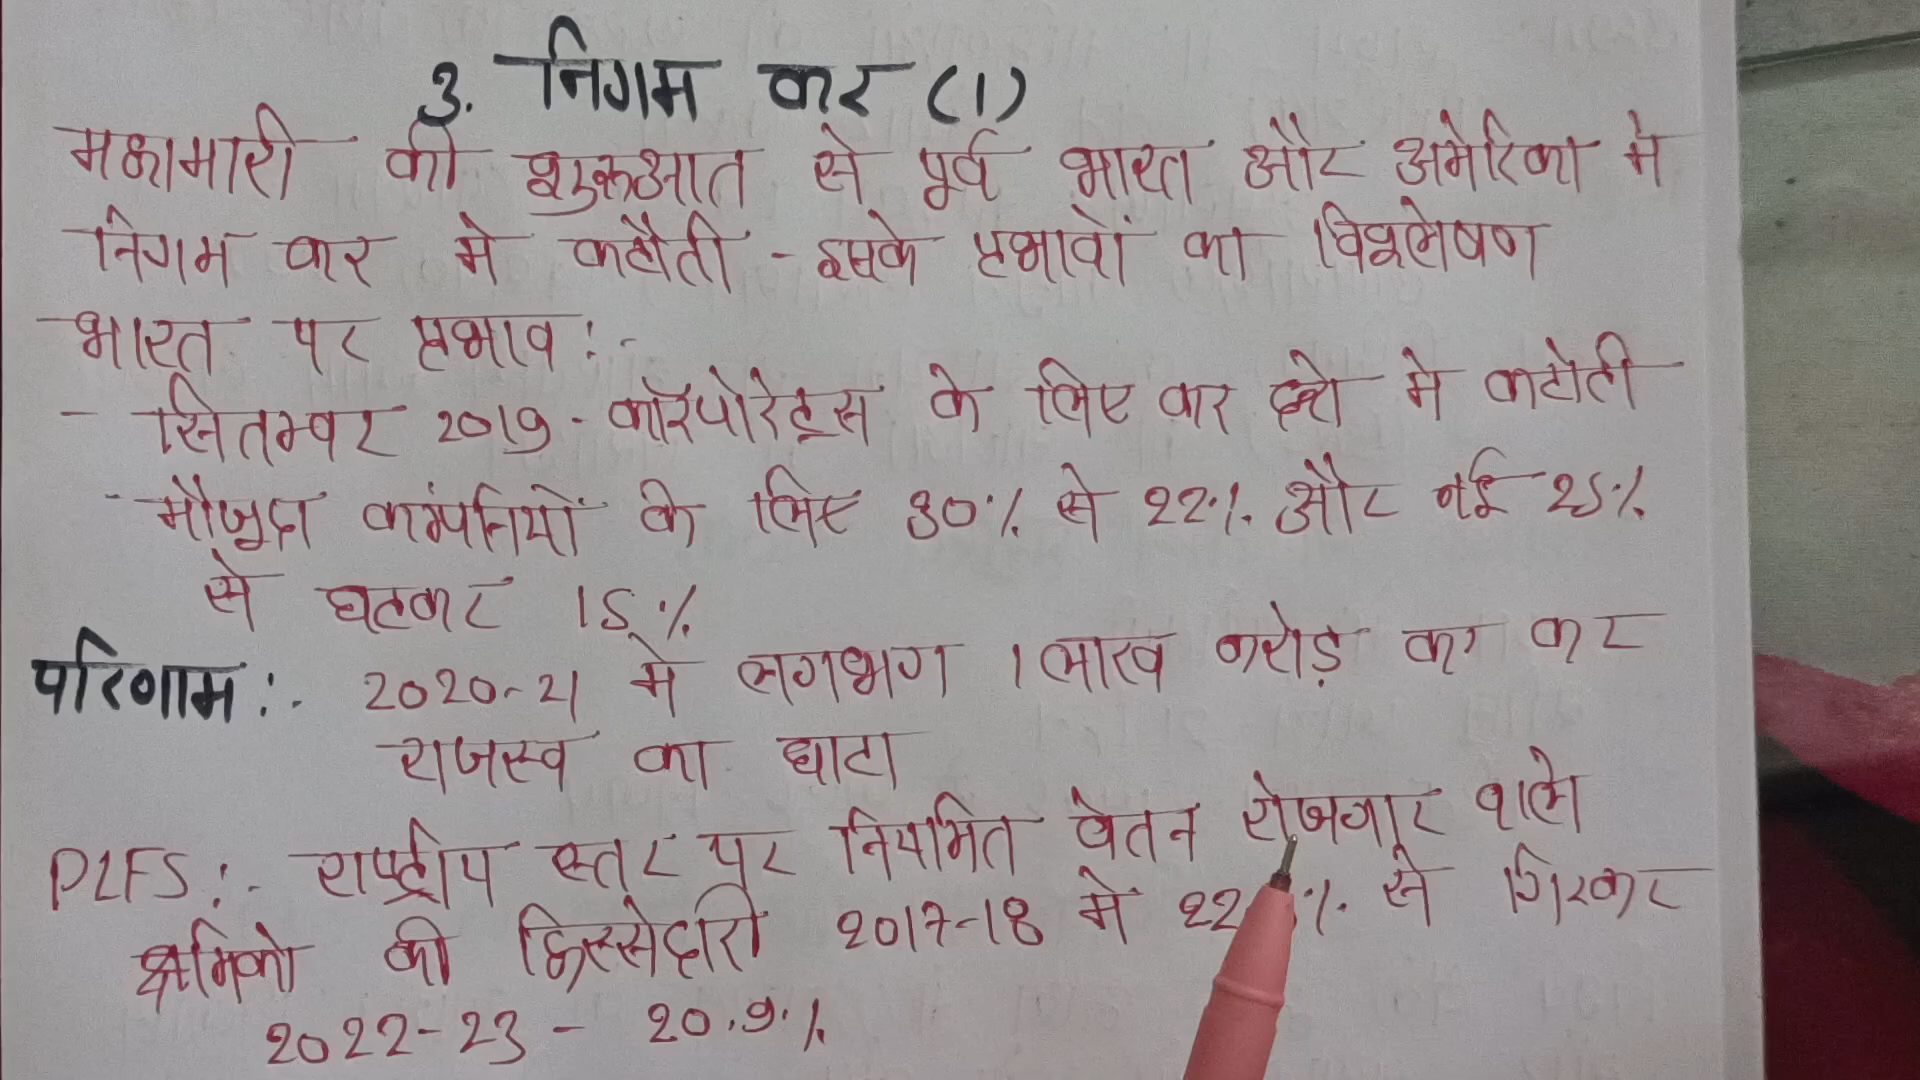 3. निगम कर (1)
महामारी की शुरुआत से पूर्व भारत और अमेरिका मे
निगम कर मे कटौती - इसके प्रभावों का विश्लेषण
भारत पर प्रभाव :-
- सितम्बर 2019 - कॉरपोरेट्स के लिए कर दरो मे कटौती
- मौजूदा कम्पंनियों के लिए 30% से 22% और नई 25%
से घटकर 15%
परिणाम :- 2020-21 मे लगभग 1 लाख करोड़ का कर
राजस्व का घाटा
PLFS :- राष्ट्रीय स्तर पर नियमित वेतन रोजगार वाले
श्रमिको की हिस्सेदारी 2017-18 में % से गिरकर
2022-23 - 20.9%